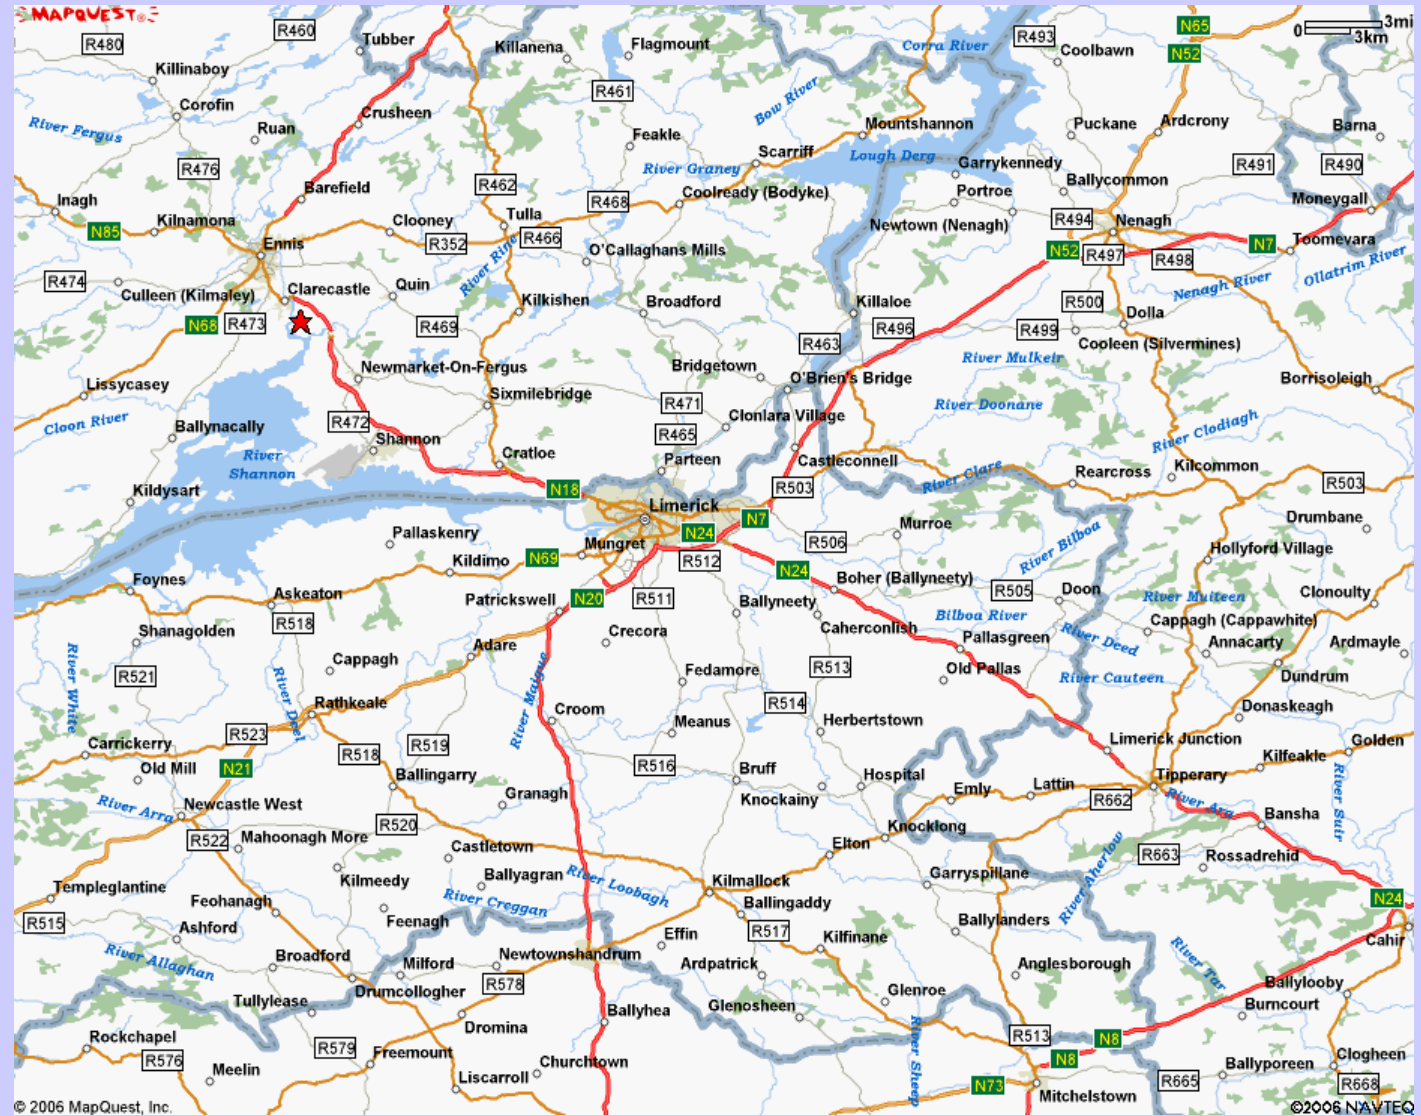 MAPQUEST®
R480
R460
Tubber
Killanena
Flagmount
Corra River
R493
Coolbawn
N65
N52
3mi
0
3km
Killinaboy
Corofin
R461
Bow River
River Fergus
Ruan
Crusheen
Feakle
Mountshannon
Puckane
Ardcrony
Barna
R476
Scarriff
Lough Derg
Garrykennedy
R491
R490
River Graney
Barefield
R462
R468
Coolready (Bodyke)
Portroe
Ballycommon
Moneygall
Inagh
N85
Kilnamona
Clooney
Tulla
R466
Newtown (Nenagh)
R494
Nenagh
Ennis
R352
River Rine
O'Callaghans Mills
N52
R497
R498
N7
Toomevara
Ollatrim River
R474
Culleen (Kilmaley)
Clarecastle
Quin
Kilkishen
Broadford
Killaloe
R500
Nenagh River
N68
R473
R469
R463
R496
R499
Dolla
Cooleen (Silvermines)
River Mulkeir
Lissycasey
Newmarket-On-Fergus
Bridgetown
O'Brien's Bridge
Borrisoleigh
Sixmilebridge
R471
River Doonane
Cloon River
Ballynacally
R472
Clonlara Village
River Clodiagh
Shannon
R465
River
Shannon
Cratloe
Parteen
Castleconnell
River Clare
Rearcross
Kilcommon
R503
Kildysart
N18
Limerick
R503
Drumbane
Pallaskenry
N24
N7
Murroe
Mungret
R506
River Bilboa
Hollyford Village
Kildimo
N69
R512
N24
Foynes
Askeaton
Patrickswell
N20
R511
Boher (Ballyneety)
R505
Doon
River Muiteen
Clonoulty
R518
Ballyneety
Bilboa River
Cappagh (Cappawhite)
Shanagolden
Crecora
Caherconlish
Pallasgreen
River Deed
Annacarty
Ardmayle
River White
Adare
Cappagh
R521
River Deel
River Maigue
Fedamore
R513
Old Pallas
River Cauteen
Dundrum
Rathkeale
Croom
R514
Donaskeagh
R523
Meanus
Herbertstown
Carrickerry
R518
R519
Limerick Junction
Golden
Old Mill
N21
R516
Kilfeakle
Ballingarry
Bruff
Hospital
Tipperary
Lattin
Emly
River Suir
River Arra
Newcastle West
Granagh
Knockainy
R662
River Ara
Bansha
R520
Knocklong
R522
Mahoonagh More
Castletown
Elton
R663
Rossadrehid
River Aherlow
Templeglantine
Kilmeedy
Ballyagran
River Loobagh
Kilmallock
Garryspillane
Feohanagh
River Creggan
Ballingaddy
N24
R515
Feenagh
Ballylanders
Ashford
Effin
R517
Kilfinane
Cahir
Broadford
Newtownshandrum
River Allaghan
Milford
Ardpatrick
Anglesborough
River Tar
R578
Ballylooby
Tullylease
Drumcollogher
Glenosheen
Glenroe
Burncourt
Ballyhea
Rockchapel
Dromina
R513
N8
R576
R579
Freemount
Churchtown
River Sheep
N8
Clogheen
Ballyporeen
Meelin
Liscarroll
N73
R665
R668
Mitchelstown
© 2006 MapQuest, Inc.
©2006 NAVTEQ